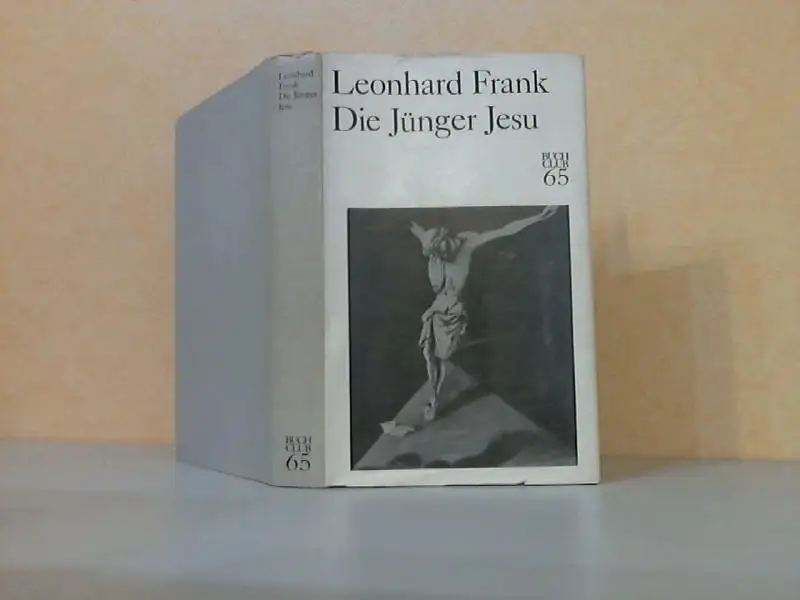 Leonhard Frank
Die Jünger Jesu
BUCH
CLUB
65
Leonhard
Frank
Die Jünger
Jesu
BUCH
CLUB
65